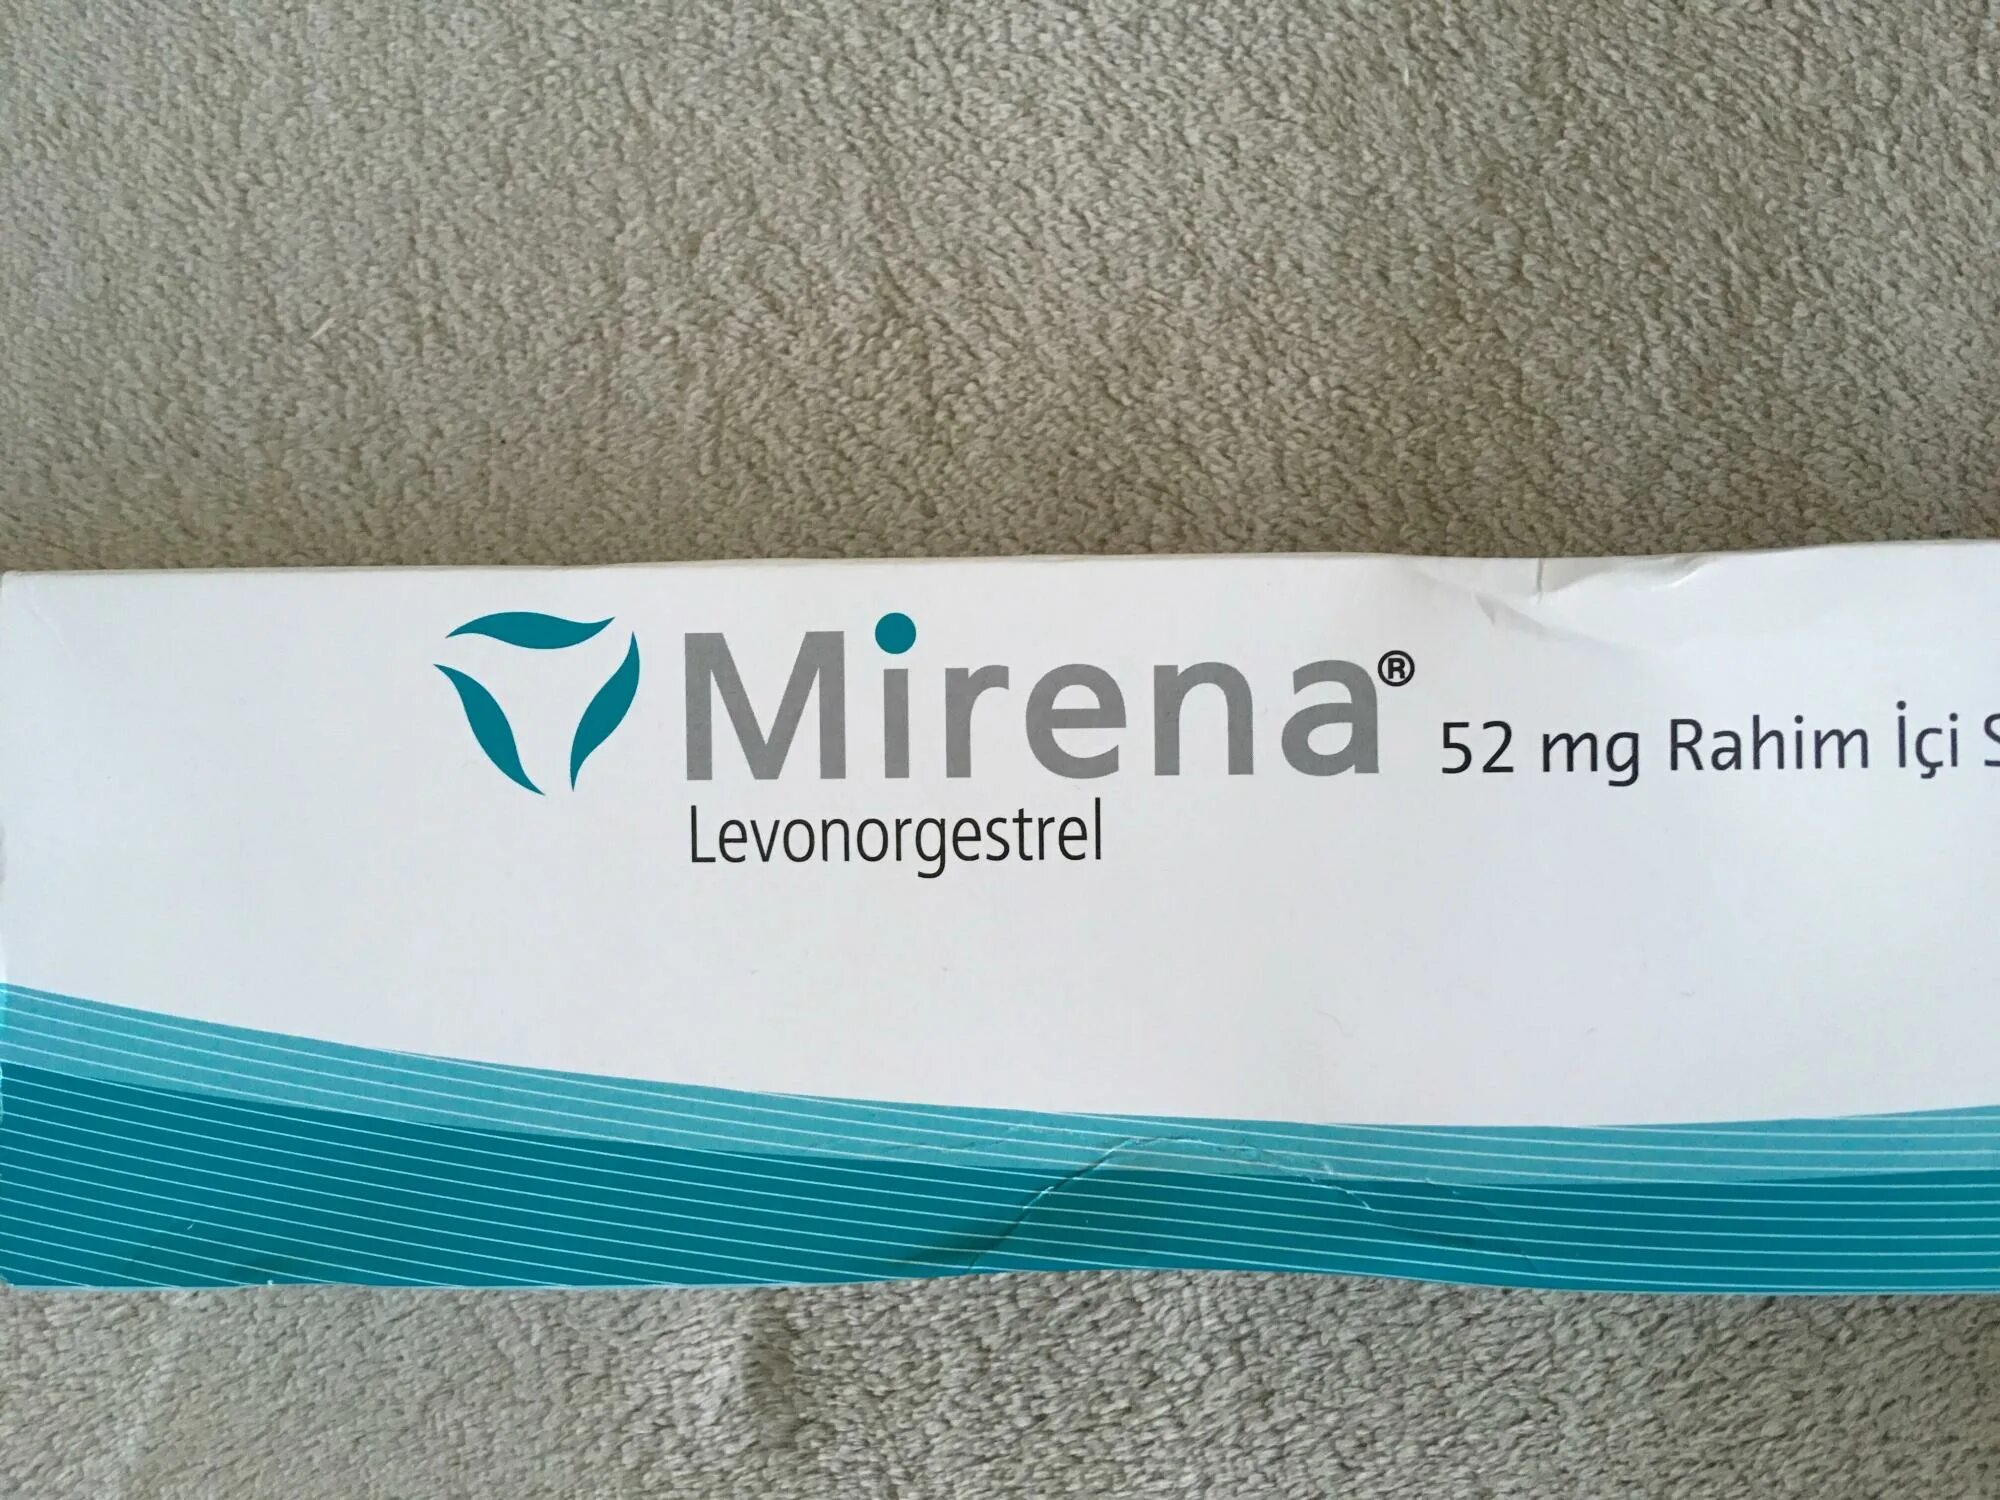 Mirena® 52 mg Rahim İçi
Levonorgestrel